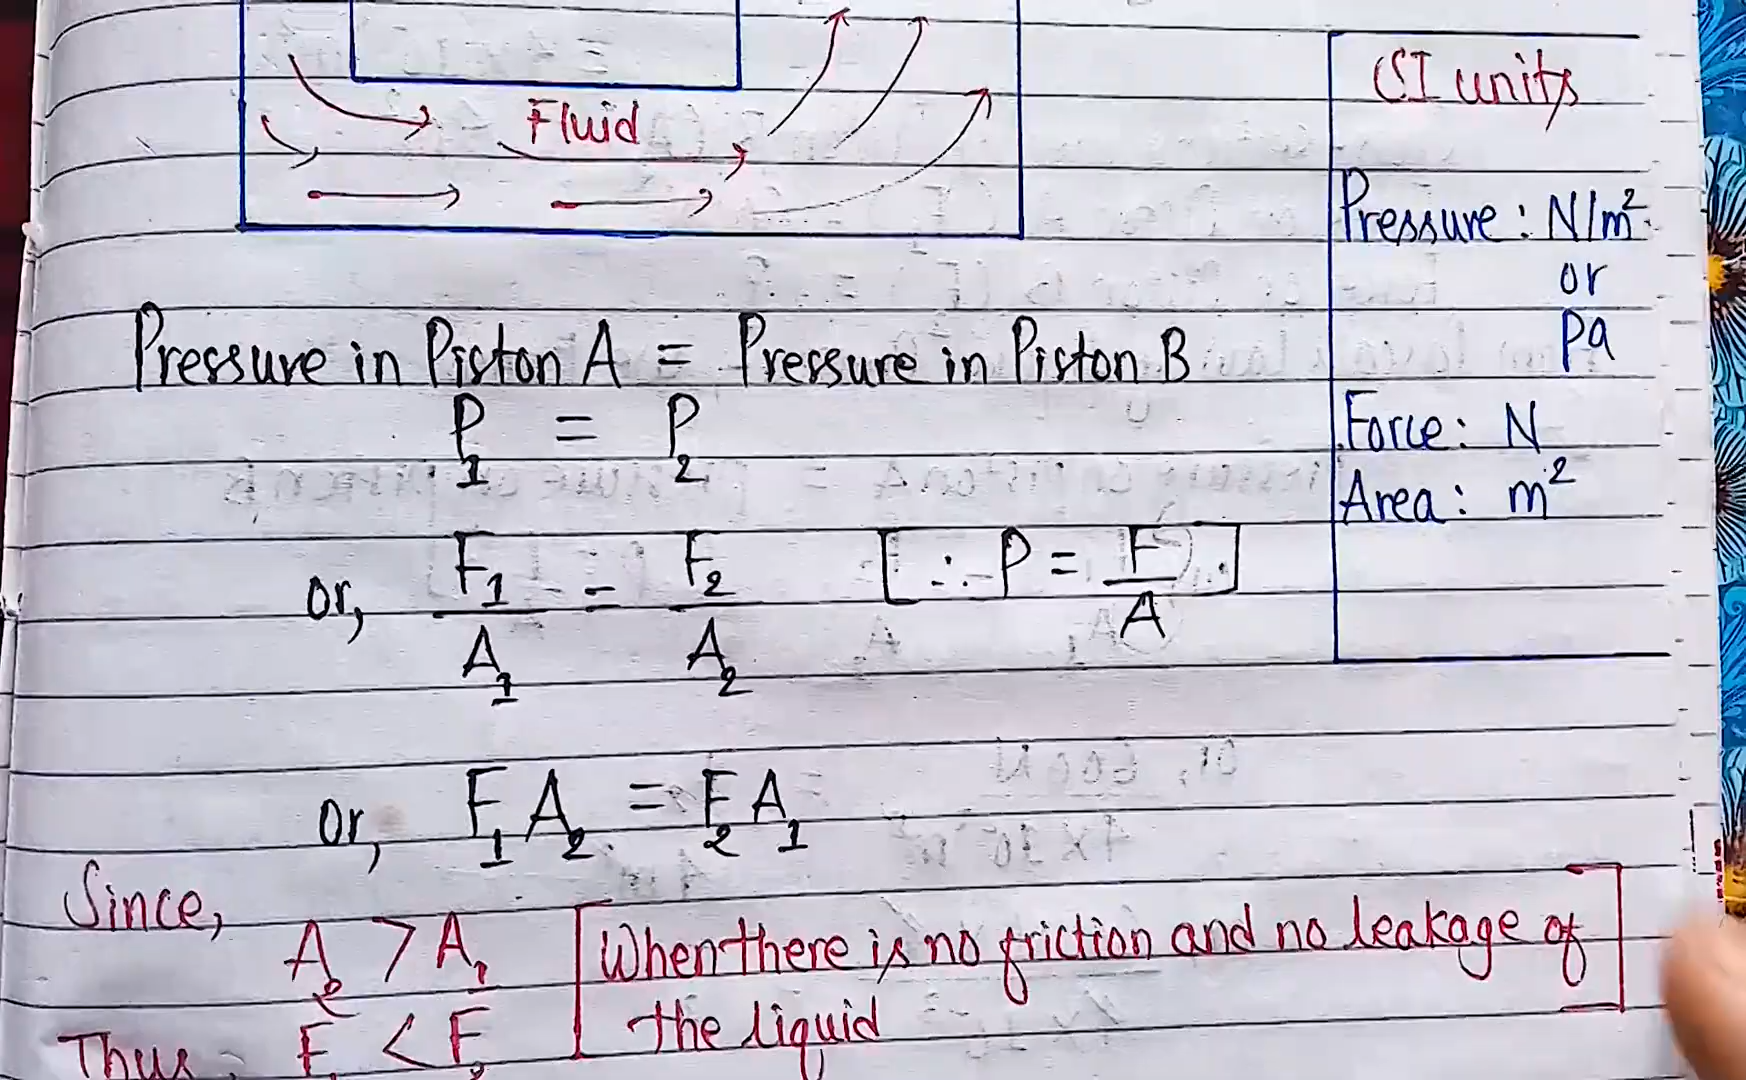 Fluid
SI units
Pressure: N/m²
or
Pa
Force: N
Area: m²
Pressure in Piston A = Pressure in Piston B
P₁ = P₂
or, F₁/A₁ = F₂/A₂ [∴ P = F/A]
or, F₁A₂ = F₂A₁
Since,
A₂ > A₁ [When there is no friction and no leakage of
the liquid]
Thus, F₁ < F₂